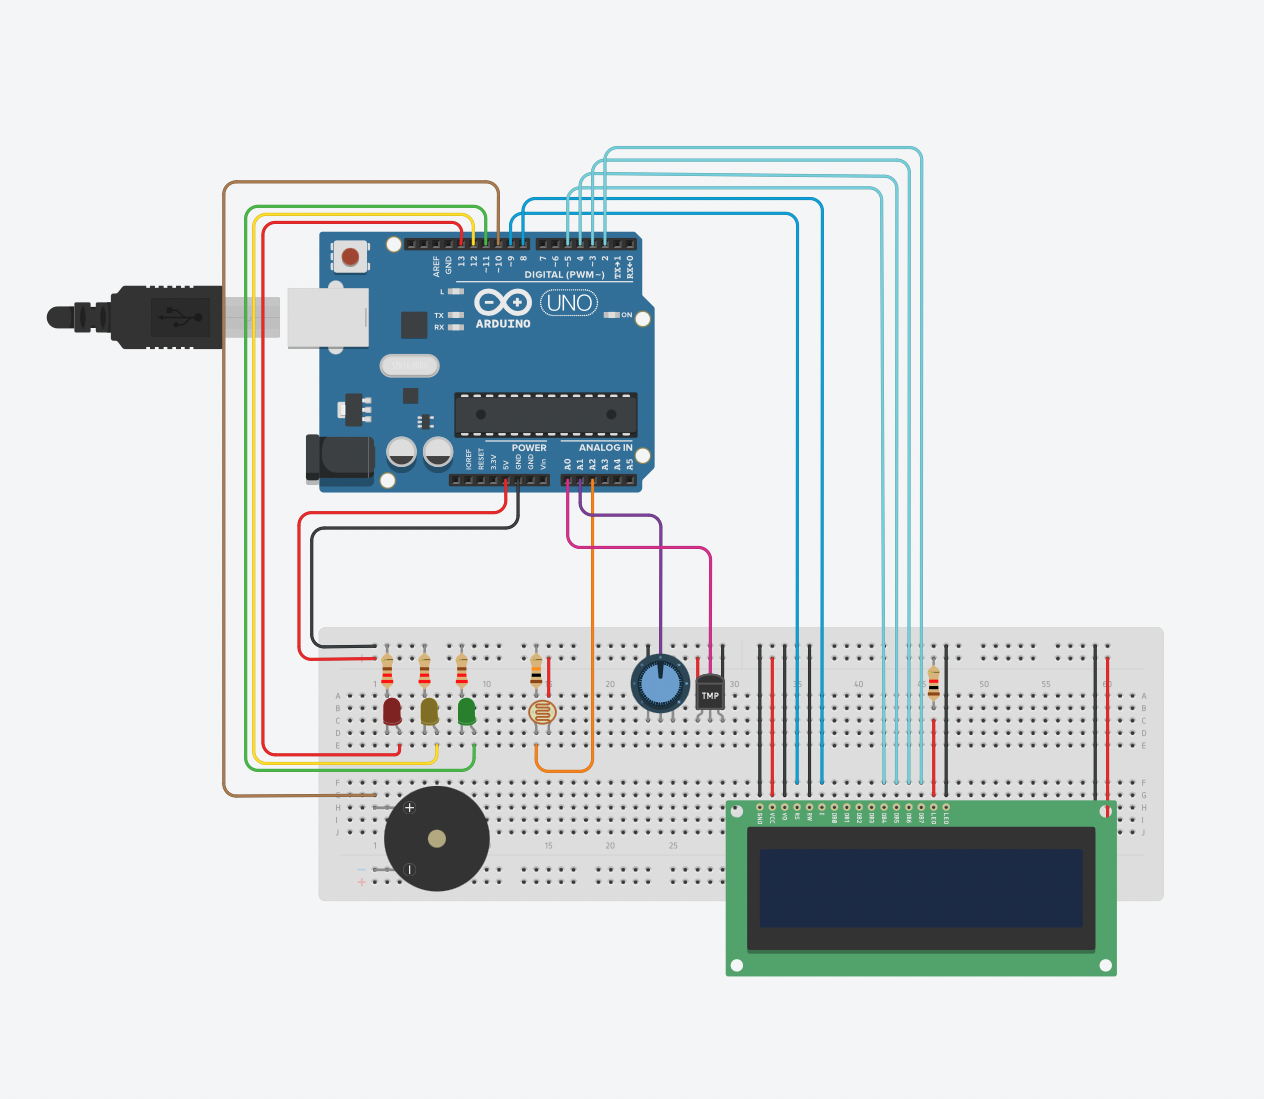 AREF
GND
13
12
~11
~10
~9
8
7
~6
~5
4
~3
2
TX→1
RX←0
DIGITAL (PWM~)
L
TX
RX
ARDUINO
UNO
ON
POWER
ANALOG IN
IOREF
RESET
3.3V
5V
GND
GND
Vin
A0
A1
A2
A3
A4
A5
1
10
20
30
35
40
45
50
55
60
A
B
C
D
E
F
G
H
I
J
A
B
C
D
E
F
G
H
I
J
TMP
1
15
25
GND
VCC
VO
RS
RW
E
DB0
DB1
DB2
DB3
DB4
DB5
DB6
DB7
LED
LED